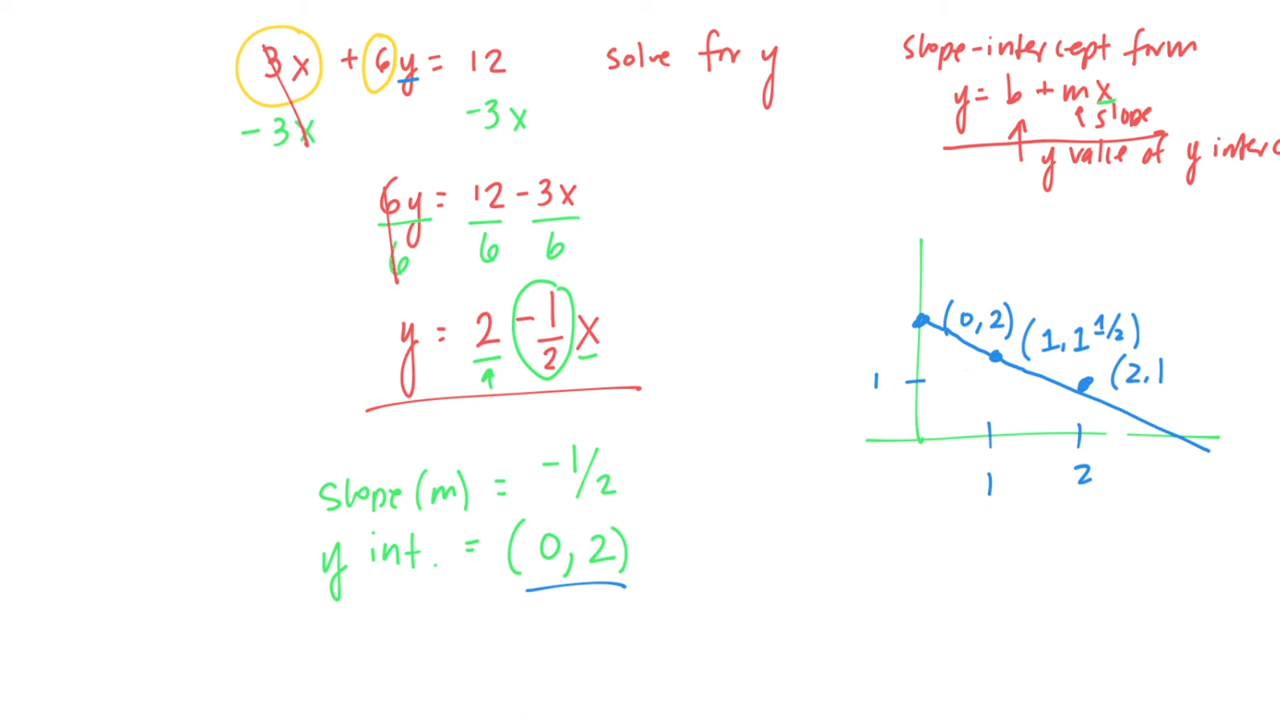 3x + 6y = 12
-3x -3x
6y = 12 - 3x
6 6 6
y = 2 - 1/2 x
slope (m) = -1/2
y int. = (0, 2)
solve for y
slope-intercept form
y = b + mx
slope
y value of y interc
(0, 2)
(1, 1 1/2)
(2, 1
1
1 2